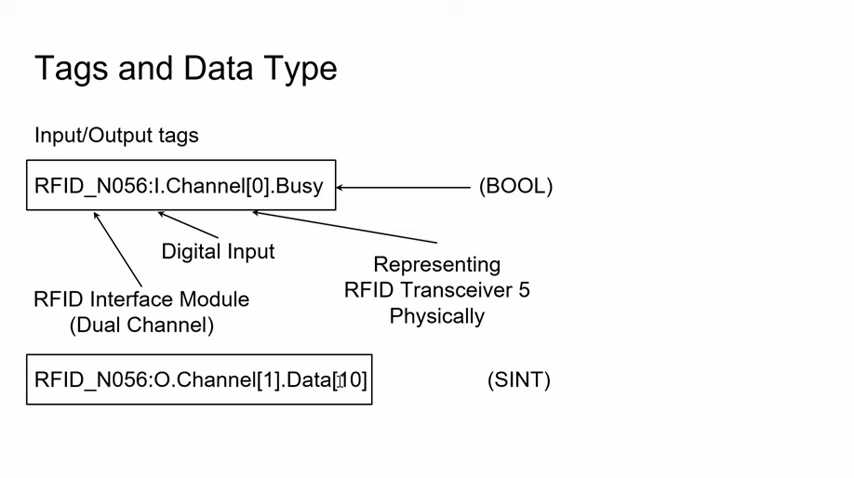 Tags and Data Type
Input/Output tags
RFID_N056:I.Channel[0].Busy
(BOOL)
Digital Input
Representing
RFID Transceiver 5
Physically
RFID Interface Module
(Dual Channel)
RFID_N056:O.Channel[1].Data[10]
(SINT)